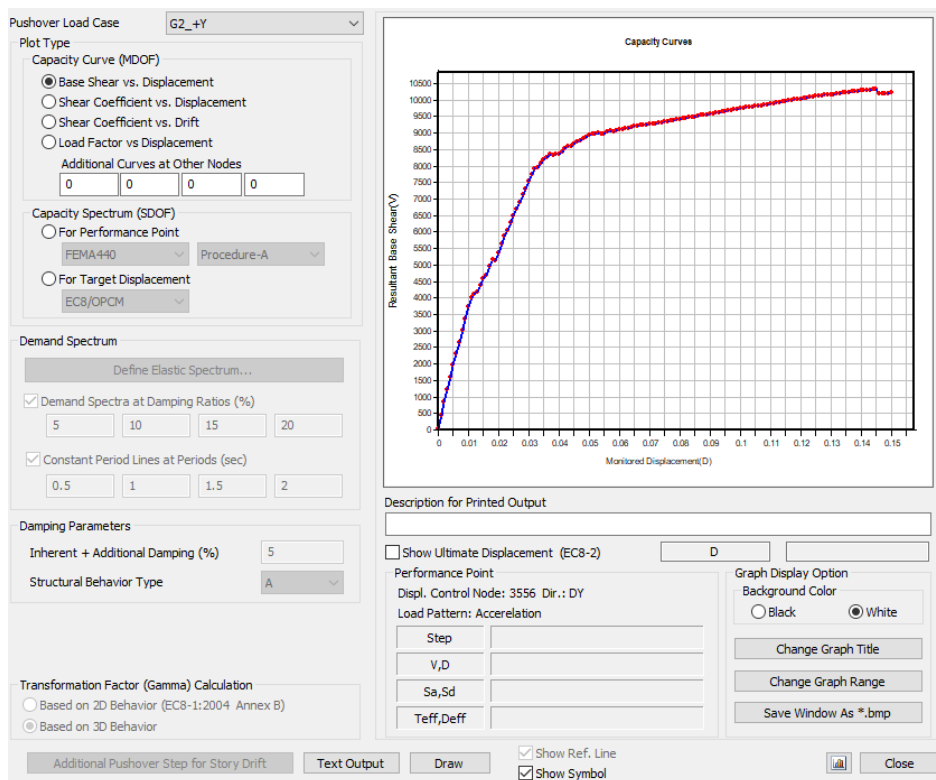 Pushover Load Case G2_+Y
Plot Type
Capacity Curve (MDOF)
Base Shear vs. Displacement
Shear Coefficient vs. Displacement
Shear Coefficient vs. Drift
Load Factor vs Displacement
Additional Curves at Other Nodes
0 0 0 0
Capacity Spectrum (SDOF)
For Performance Point
FEMA440 Procedure-A
For Target Displacement
EC8/OPCM
Demand Spectrum
Define Elastic Spectrum...
Demand Spectra at Damping Ratios (%)
5 10 15 20
Constant Period Lines at Periods (sec)
0.5 1 1.5 2
Damping Parameters
Inherent + Additional Damping (%) 5
Structural Behavior Type A
Transformation Factor (Gamma) Calculation
Based on 2D Behavior (EC8-1:2004 Annex B)
Based on 3D Behavior
Capacity Curves
Resultant Base Shear(V)
10500
10000
9500
9000
8500
8000
7500
7000
6500
6000
5500
5000
4500
4000
3500
3000
2500
2000
1500
1000
500
0
0 0.01 0.02 0.03 0.04 0.05 0.06 0.07 0.08 0.09 0.1 0.11 0.12 0.13 0.14 0.15
Monitored Displacement(D)
Description for Printed Output
Show Ultimate Displacement (EC8-2) D
Performance Point
Displ. Control Node: 3556 Dir.: DY
Load Pattern: Accerelation
Step
V,D
Sa,Sd
Teff,Deff
Graph Display Option
Background Color
Black White
Change Graph Title
Change Graph Range
Save Window As *.bmp
Additional Pushover Step for Story Drift Text Output Draw
Show Ref. Line
Show Symbol
Close